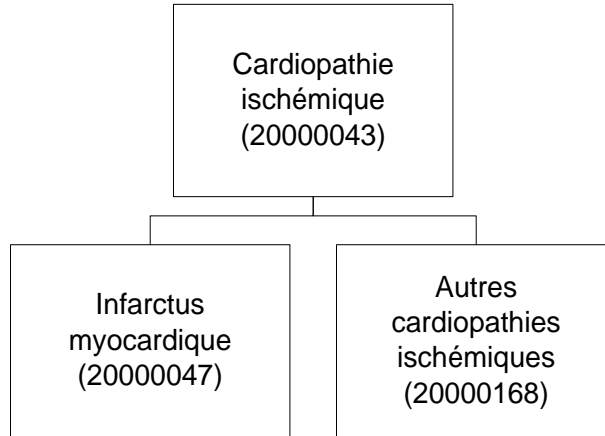 Cardiopathie
ischémique
(20000043)
Infarctus
myocardique
(20000047)
Autres
cardiopathies
ischémiques
(20000168)